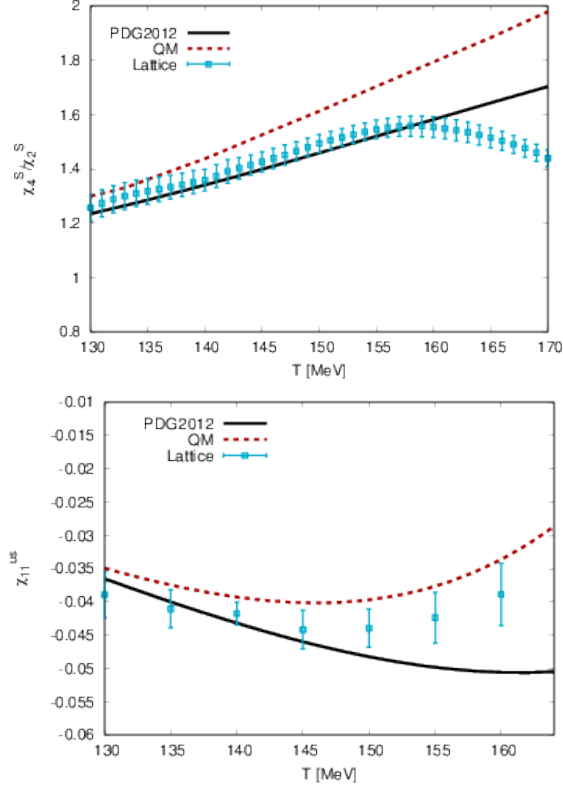 2
1.8
1.6
1.4
1.2
1
0.8
χ₄ˢ/χ₂ˢ
PDG2012
QM
Lattice
130 135 140 145 150 155 160 165 170
T [MeV]
-0.01
-0.015
-0.02
-0.025
-0.03
-0.035
-0.04
-0.045
-0.05
-0.055
-0.06
χ₁₁ᵘˢ
PDG2012
QM
Lattice
130 135 140 145 150 155 160
T [MeV]